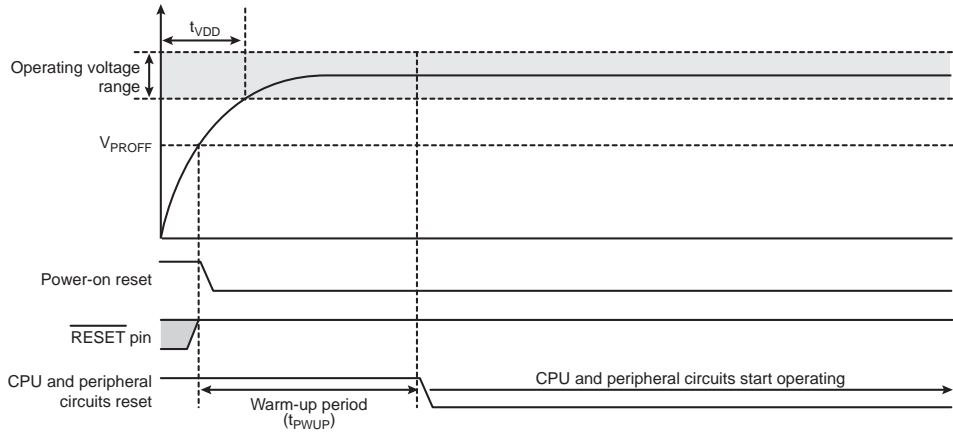 tVDD
Operating voltage
range
VPROFF
Power-on reset
RESET pin
CPU and peripheral
circuits reset
Warm-up period
(tPWUP)
CPU and peripheral circuits start operating